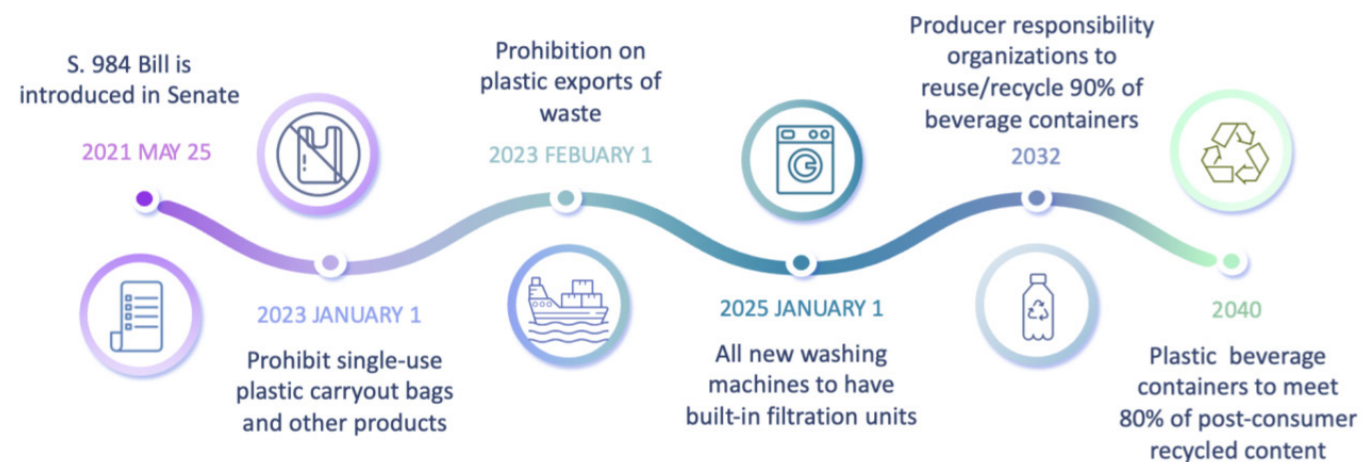 S. 984 Bill is
introduced in Senate
2021 MAY 25
2023 JANUARY 1
Prohibit single-use
plastic carryout bags
and other products
Prohibition on
plastic exports of
waste
2023 FEBUARY 1
2025 JANUARY 1
All new washing
machines to have
built-in filtration units
Producer responsibility
organizations to
reuse/recycle 90% of
beverage containers
2032
2040
Plastic beverage
containers to meet
80% of post-consumer
recycled content